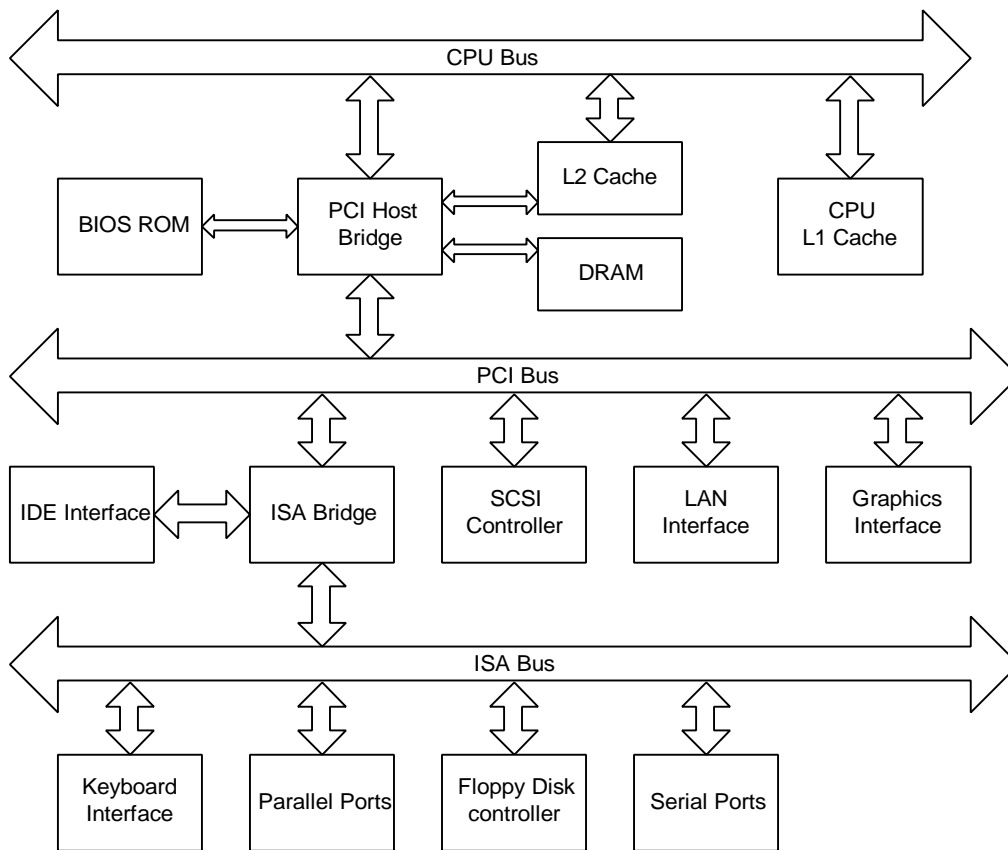 CPU Bus
L2 Cache
BIOS ROM
PCI Host
Bridge
CPU
L1 Cache
DRAM
PCI Bus
IDE Interface
ISA Bridge
SCSI
Controller
LAN
Interface
Graphics
Interface
ISA Bus
Keyboard
Interface
Parallel Ports
Floppy Disk
controller
Serial Ports